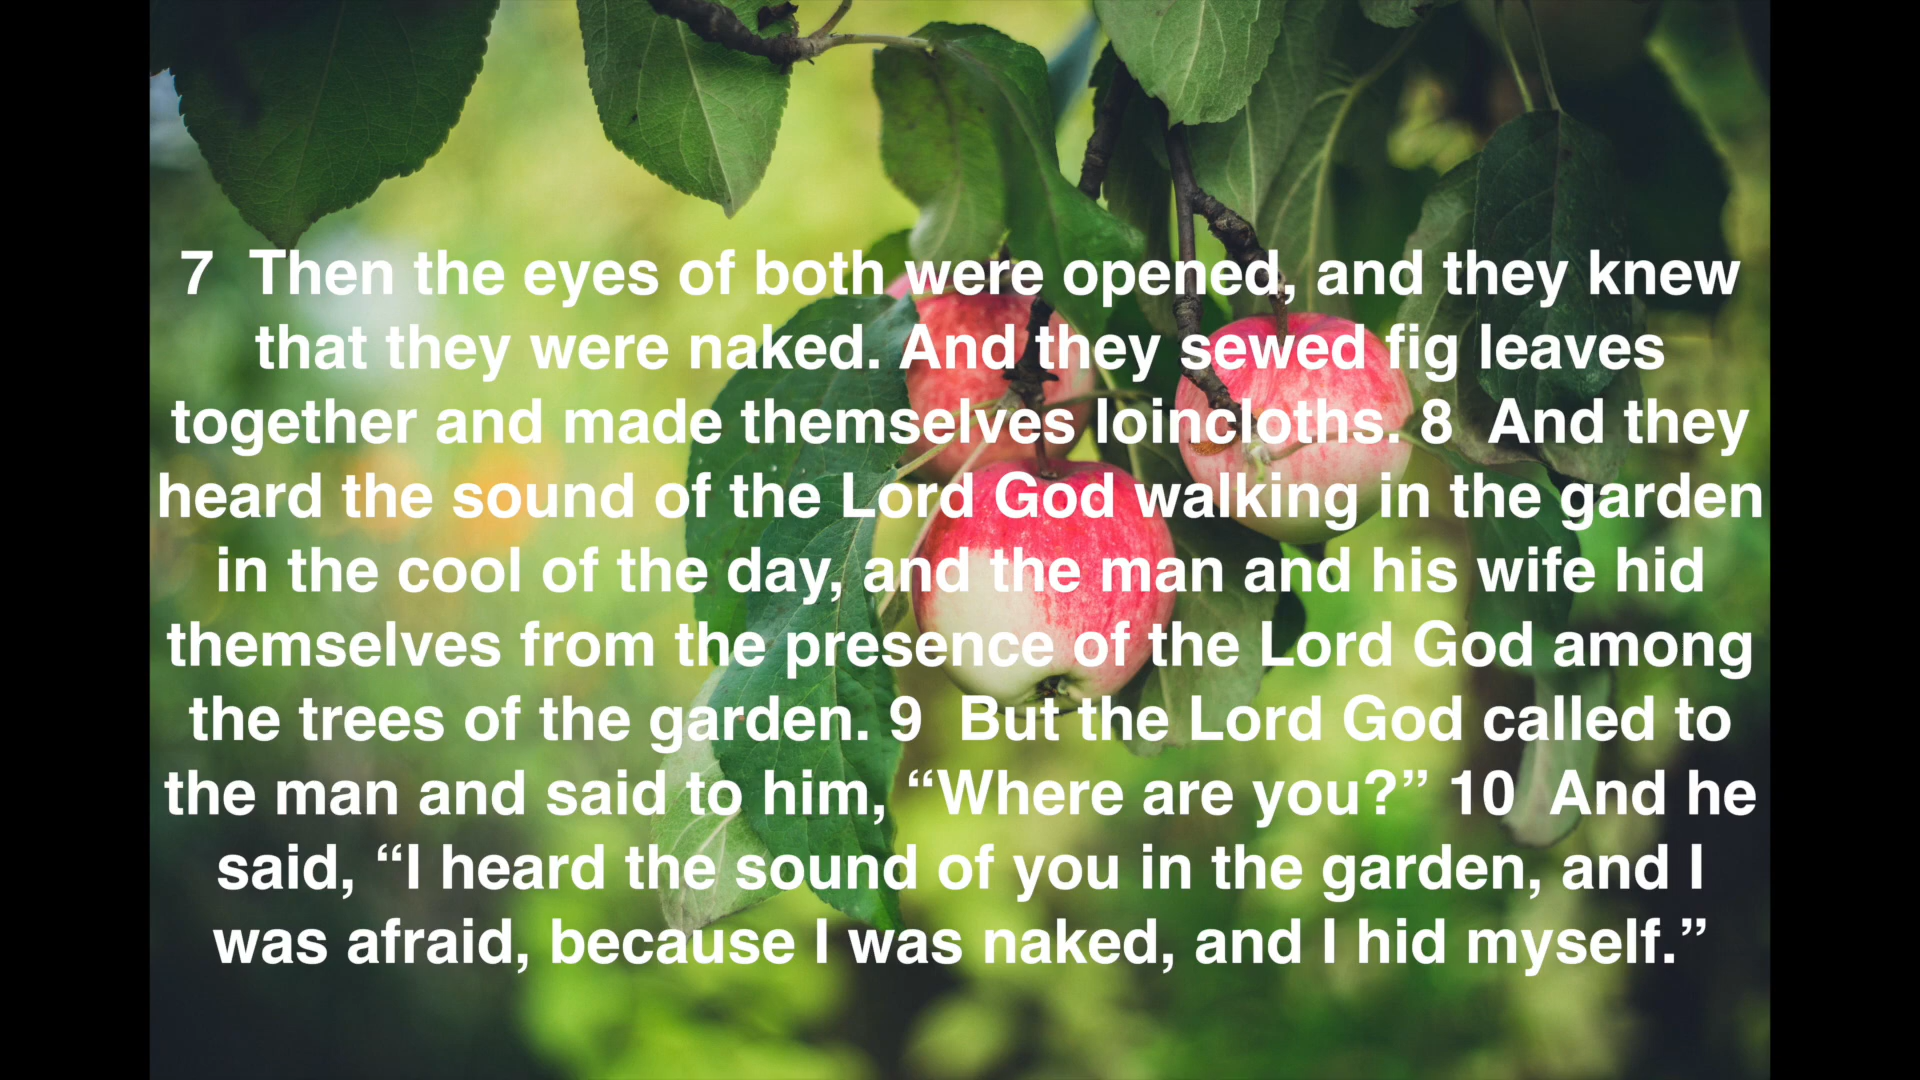 7  Then the eyes of both were opened, and they knew
that they were naked. And they sewed fig leaves
together and made themselves loincloths. 8  And they
heard the sound of the Lord God walking in the garden
in the cool of the day, and the man and his wife hid
themselves from the presence of the Lord God among
the trees of the garden. 9  But the Lord God called to
the man and said to him, “Where are you?” 10  And he
said, “I heard the sound of you in the garden, and I
was afraid, because I was naked, and I hid myself.”